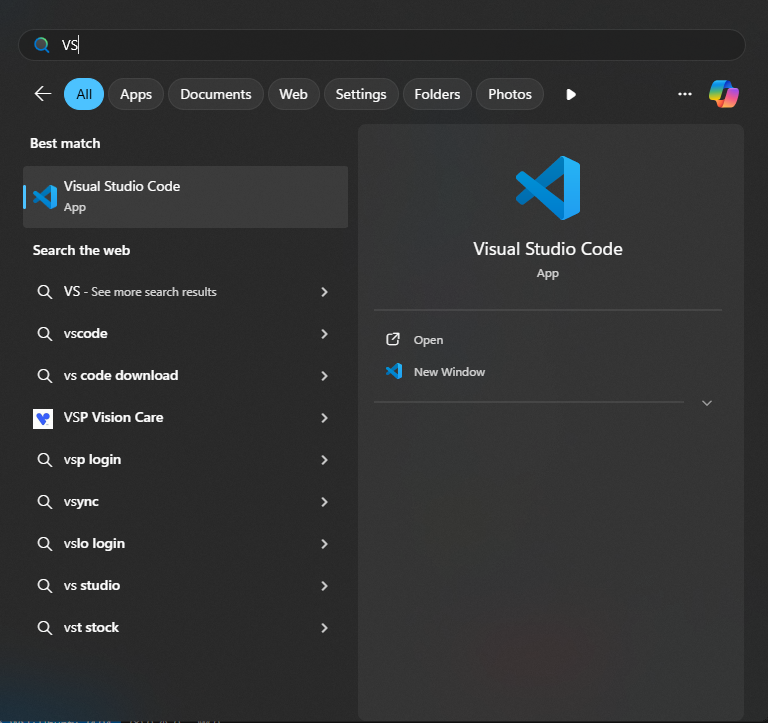 VS
All
Apps
Documents
Web
Settings
Folders
Photos
Best match
Visual Studio Code
App
Search the web
VS - See more search results
vscode
vs code download
VSP Vision Care
vsp login
vsync
vslo login
vs studio
vst stock
Visual Studio Code
App
Open
New Window